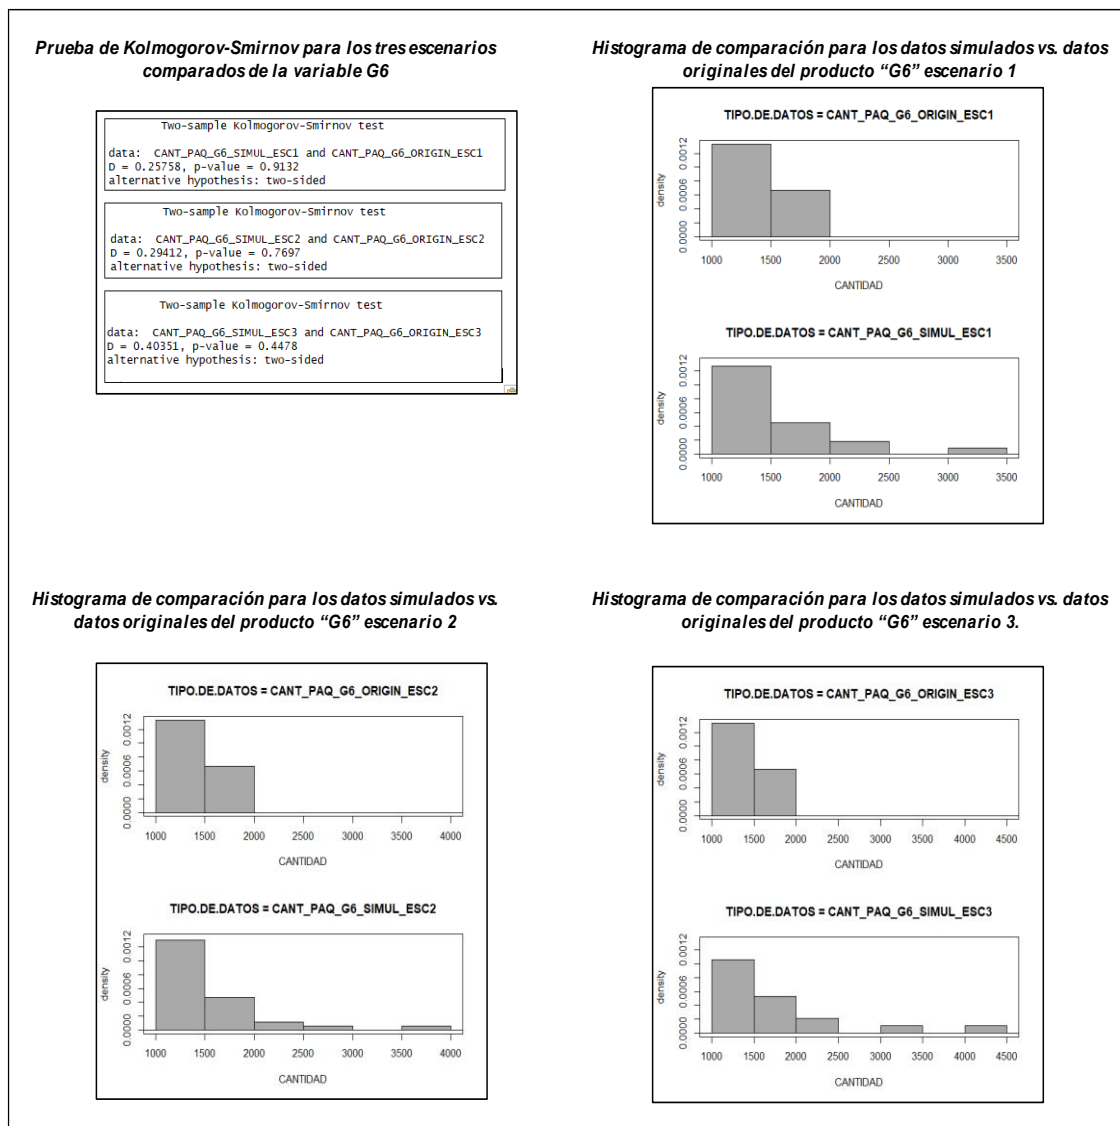 Prueba de Kolmogorov-Smirnov para los tres escenarios
comparados de la variable G6
Two-sample Kolmogorov-Smirnov test
data: CANT_PAQ_G6_SIMUL_ESC1 and CANT_PAQ_G6_ORIGIN_ESC1
D = 0.25758, p-value = 0.9132
alternative hypothesis: two-sided
Two-sample Kolmogorov-Smirnov test
data: CANT_PAQ_G6_SIMUL_ESC2 and CANT_PAQ_G6_ORIGIN_ESC2
D = 0.29412, p-value = 0.7697
alternative hypothesis: two-sided
Two-sample Kolmogorov-Smirnov test
data: CANT_PAQ_G6_SIMUL_ESC3 and CANT_PAQ_G6_ORIGIN_ESC3
D = 0.40351, p-value = 0.4478
alternative hypothesis: two-sided
Histograma de comparación para los datos simulados vs. datos
originales del producto “G6” escenario 1
TIPO.DE.DATOS = CANT_PAQ_G6_ORIGIN_ESC1
density
0.0000 0.0006 0.0012
1000 1500 2000 2500 3000 3500
CANTIDAD
TIPO.DE.DATOS = CANT_PAQ_G6_SIMUL_ESC1
density
0.0000 0.0006 0.0012
1000 1500 2000 2500 3000 3500
CANTIDAD
Histograma de comparación para los datos simulados vs.
datos originales del producto “G6” escenario 2
TIPO.DE.DATOS = CANT_PAQ_G6_ORIGIN_ESC2
density
0.0000 0.0006 0.0012
1000 1500 2000 2500 3000 3500 4000
CANTIDAD
TIPO.DE.DATOS = CANT_PAQ_G6_SIMUL_ESC2
density
0.0000 0.0006 0.0012
1000 1500 2000 2500 3000 3500 4000
CANTIDAD
Histograma de comparación para los datos simulados vs. datos
originales del producto “G6” escenario 3.
TIPO.DE.DATOS = CANT_PAQ_G6_ORIGIN_ESC3
density
0.0000 0.0006 0.0012
1000 1500 2000 2500 3000 3500 4000 4500
CANTIDAD
TIPO.DE.DATOS = CANT_PAQ_G6_SIMUL_ESC3
density
0.0000 0.0006 0.0012
1000 1500 2000 2500 3000 3500 4000 4500
CANTIDAD